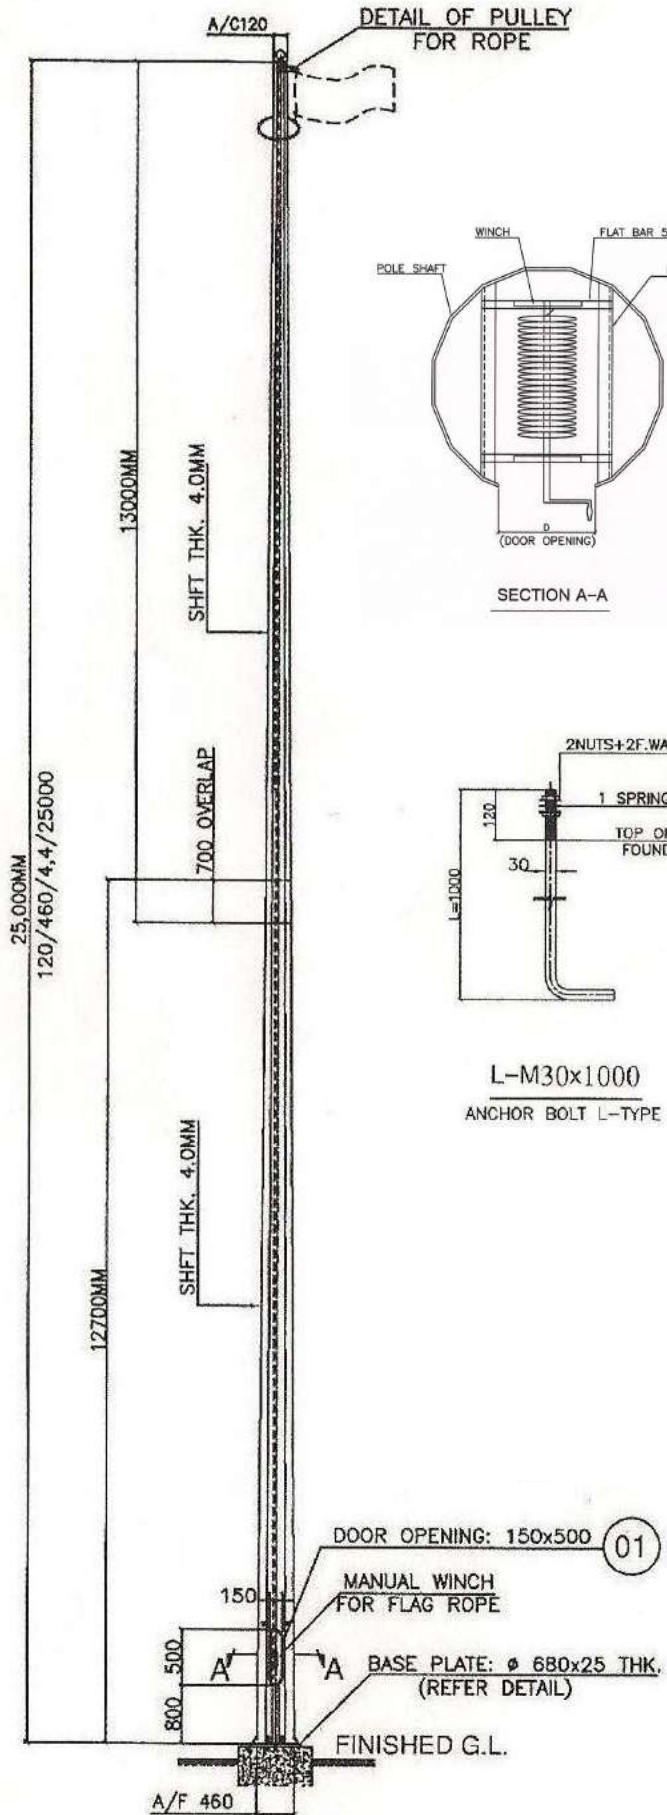 A/C120
DETAIL OF PULLEY
FOR ROPE
WINCH
FLAT BAR 5
POLE SHAFT
D
(DOOR OPENING)
SECTION A-A
13000MM
SHFT THK. 4.0MM
700 OVERLAP
25,000MM
120/460/4,4/25000
2NUTS+2F.WA
1 SPRING
120
TOP OF
FOUND
30
L=1000
L-M30x1000
ANCHOR BOLT L-TYPE
SHFT THK. 4.0MM
12700MM
DOOR OPENING: 150x500
01
150
MANUAL WINCH
FOR FLAG ROPE
500
A
A
BASE PLATE: ø 680x25 THK.
(REFER DETAIL)
800
FINISHED G.L.
A/F 460